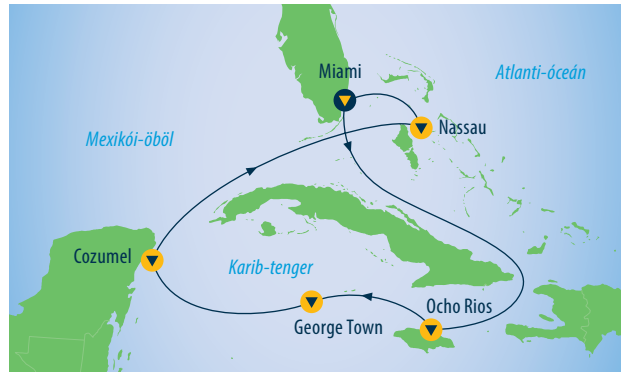 Miami
Atlanti-óceán
Nassau
Mexikói-öböl
Cozumel
Karib-tenger
Ocho Rios
George Town